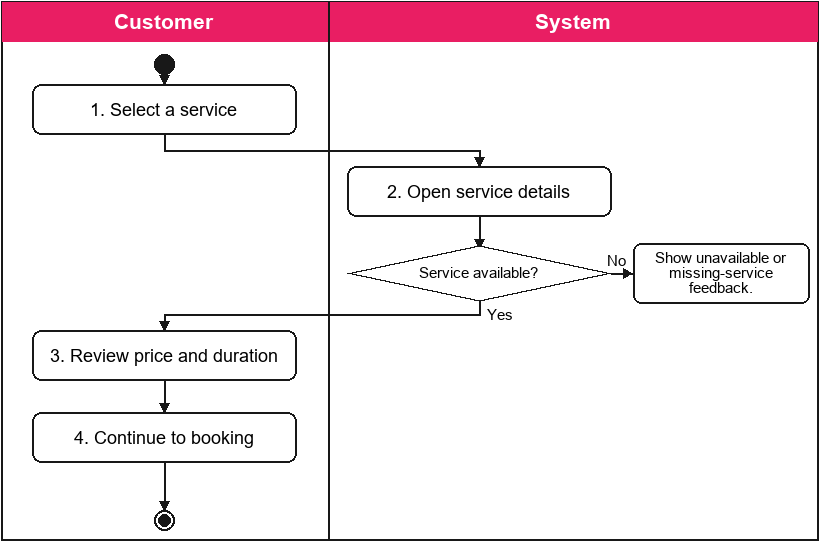 Customer
System
1. Select a service
2. Open service details
Service available?
No
Show unavailable or
missing-service
feedback.
Yes
3. Review price and duration
4. Continue to booking